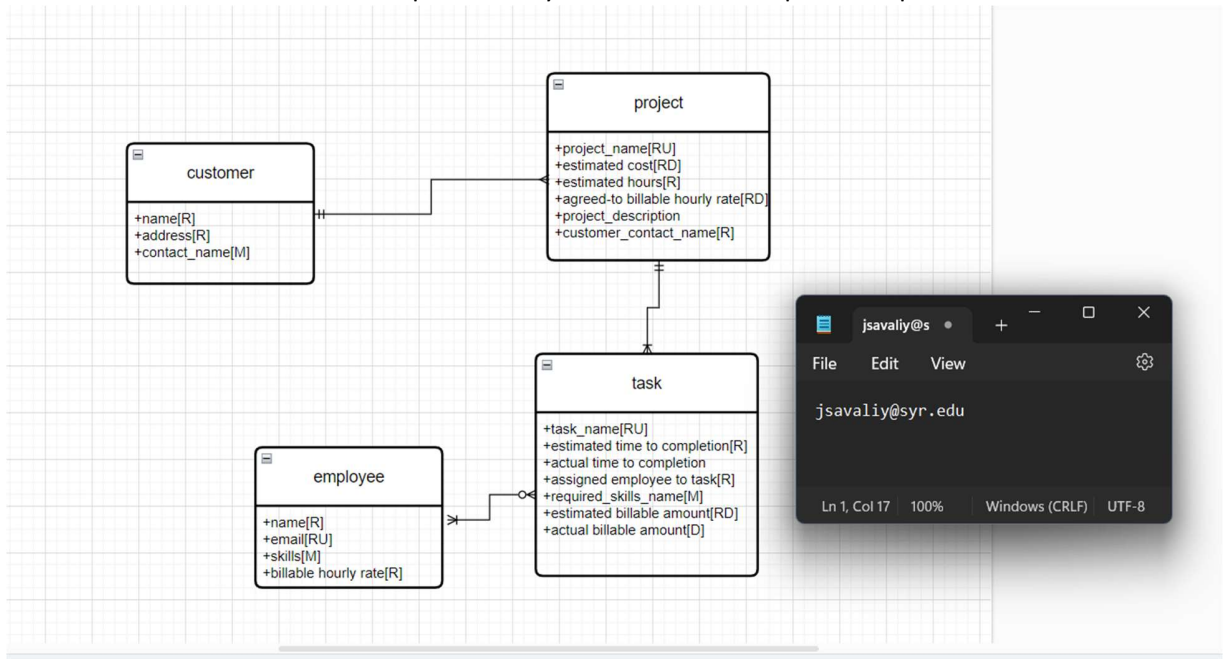 project
+project_name[RU]
+estimated cost[RD]
+estimated hours[R]
+agreed-to billable hourly rate[RD]
+project_description
+customer_contact_name[R]
customer
+name[R]
+address[R]
+contact_name[M]
task
+task_name[RU]
+estimated time to completion[R]
+actual time to completion
+assigned employee to task[R]
+required_skills_name[M]
+estimated billable amount[RD]
+actual billable amount[D]
employee
+name[R]
+email[RU]
+skills[M]
+billable hourly rate[R]
jsavaliy@s
File Edit View
jsavaliy@syr.edu
Ln 1, Col 17 100% Windows (CRLF) UTF-8